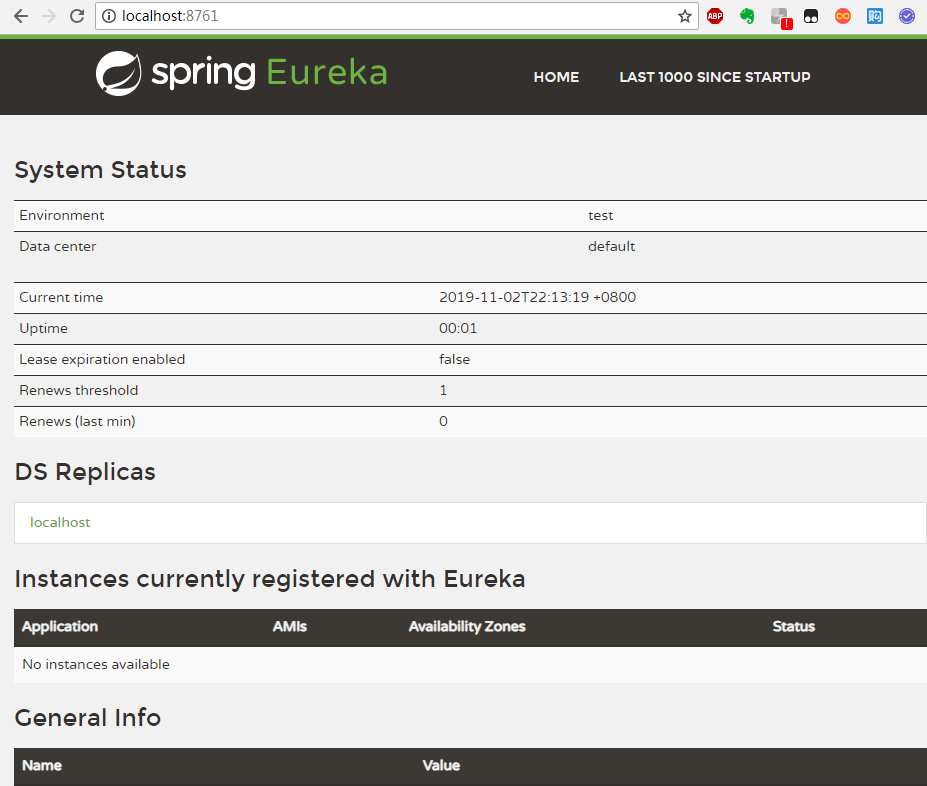 localhost:8761
ABP
!
购
spring Eureka
HOME LAST 1000 SINCE STARTUP
System Status
Environment test
Data center default
Current time 2019-11-02T22:13:19 +0800
Uptime 00:01
Lease expiration enabled false
Renews threshold 1
Renews (last min) 0
DS Replicas
localhost
Instances currently registered with Eureka
Application AMIs Availability Zones Status
No instances available
General Info
Name Value